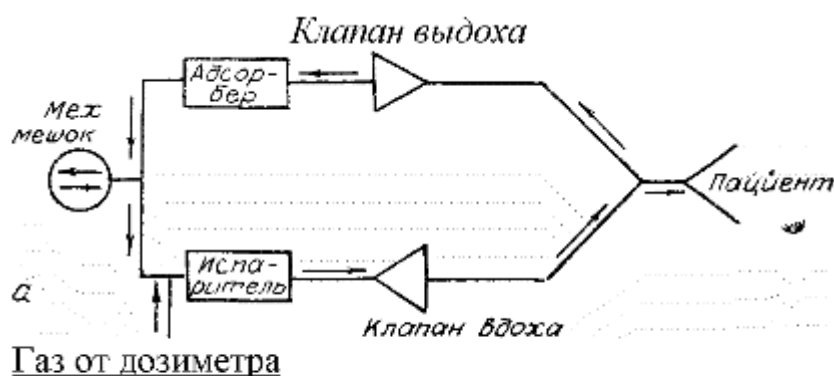 Клапан выдоха
Адсор-
бер
Мех
мешок
Пациент
Испа-
ритель
а
Клапан вдоха
Газ от дозиметра